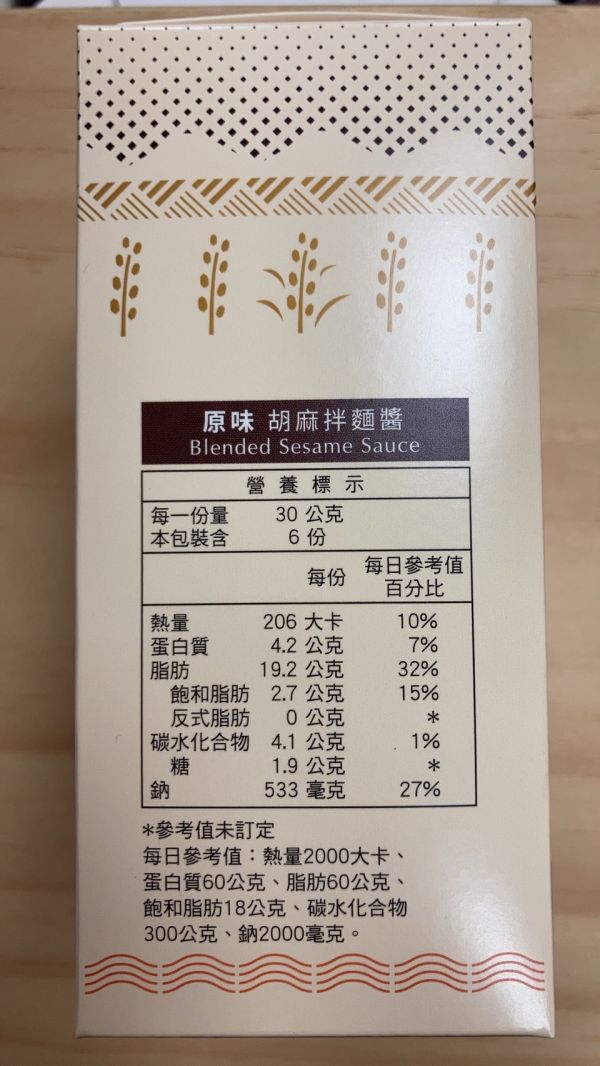 原味 胡麻拌麵醬
Blended Sesame Sauce
營養標示
每一份量 30 公克
本包裝含 6 份
每份 每日參考值百分比
熱量 206 大卡 10%
蛋白質 4.2 公克 7%
脂肪 19.2 公克 32%
飽和脂肪 2.7 公克 15%
反式脂肪 0 公克 *
碳水化合物 4.1 公克 1%
糖 1.9 公克 *
鈉 533 毫克 27%
*參考值未訂定
每日參考值：熱量2000大卡、
蛋白質60公克、脂肪60公克、
飽和脂肪18公克、碳水化合物
300公克、鈉2000毫克。